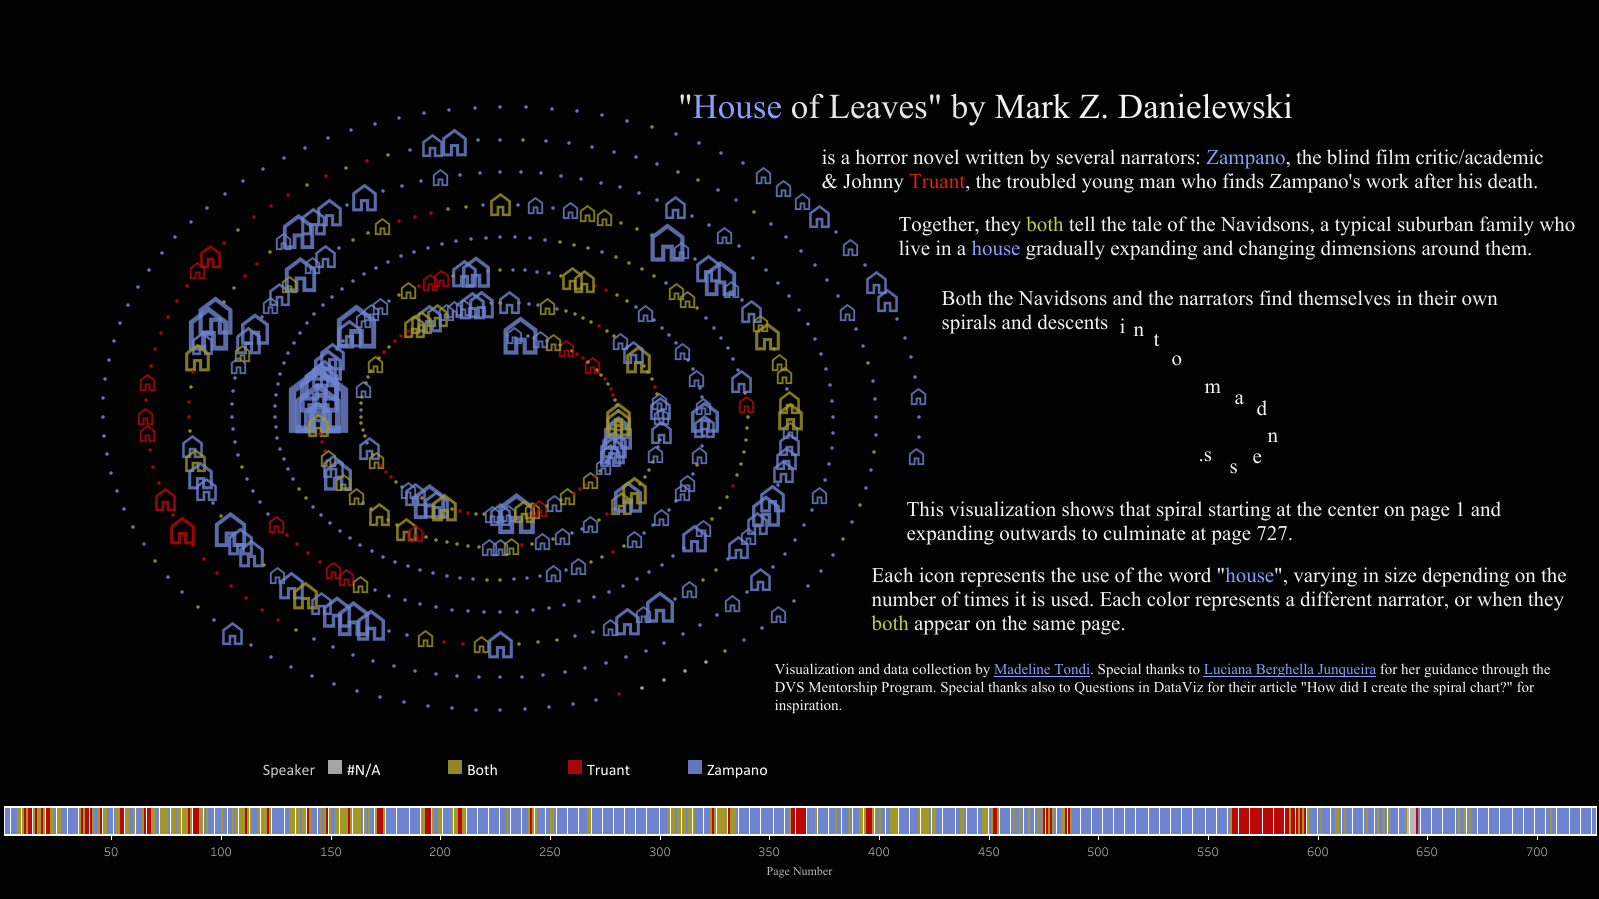 "House of Leaves" by Mark Z. Danielewski
is a horror novel written by several narrators: Zampano, the blind film critic/academic
& Johnny Truant, the troubled young man who finds Zampano's work after his death.
Together, they both tell the tale of the Navidsons, a typical suburban family who
live in a house gradually expanding and changing dimensions around them.
Both the Navidsons and the narrators find themselves in their own
spirals and descents i n t o m a d n e s s.
This visualization shows that spiral starting at the center on page 1 and
expanding outwards to culminate at page 727.
Each icon represents the use of the word "house", varying in size depending on the
number of times it is used. Each color represents a different narrator, or when they
both appear on the same page.
Visualization and data collection by Madeline Tondi. Special thanks to Luciana Berghella Junqueira for her guidance through the
DVS Mentorship Program. Special thanks also to Questions in DataViz for their article "How did I create the spiral chart?" for
inspiration.
Speaker #N/A Both Truant Zampano
50 100 150 200 250 300 350 400 450 500 550 600 650 700
Page Number